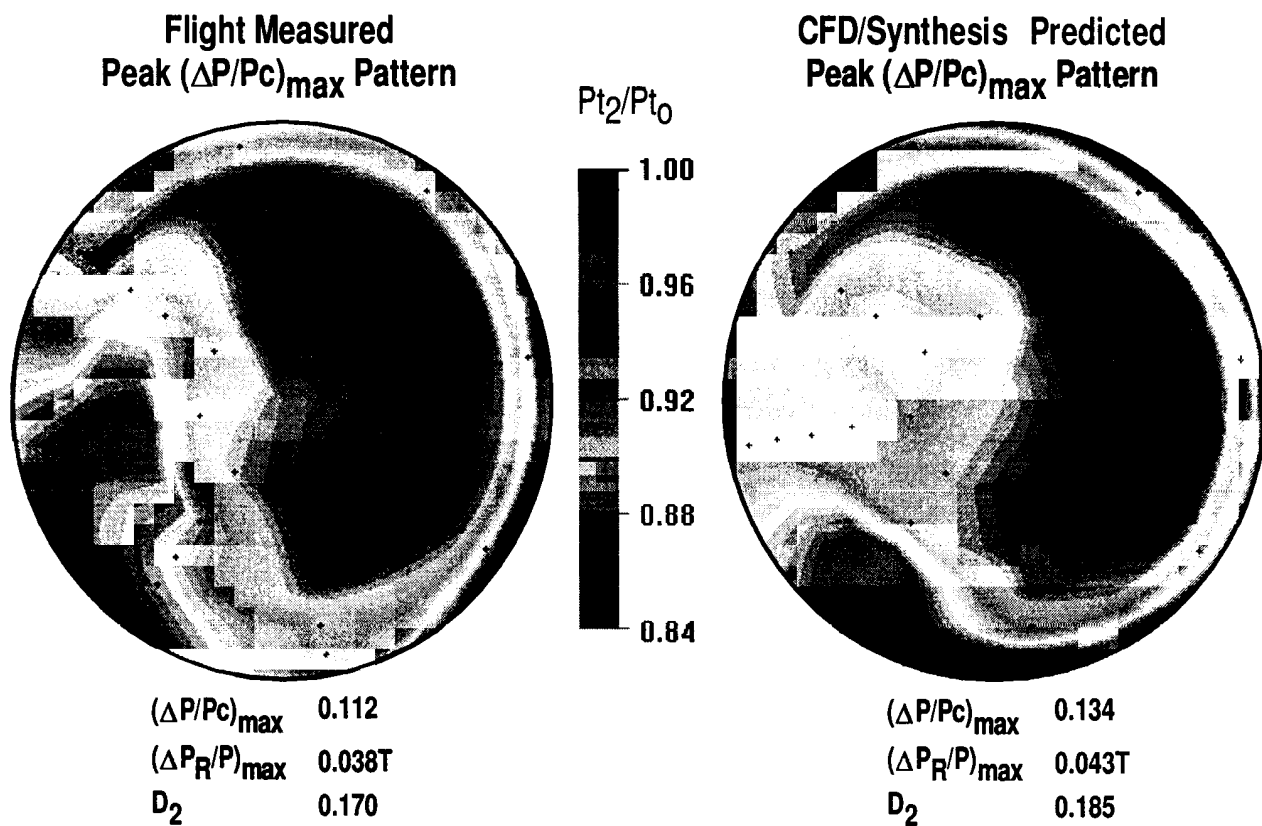 Flight Measured
Peak (ΔP/Pc)max Pattern
CFD/Synthesis Predicted
Peak (ΔP/Pc)max Pattern
Pt2/Pt0
1.00
0.96
0.92
0.88
0.84
(ΔP/Pc)max 0.112
(ΔPR/P)max 0.038T
D2 0.170
(ΔP/Pc)max 0.134
(ΔPR/P)max 0.043T
D2 0.185